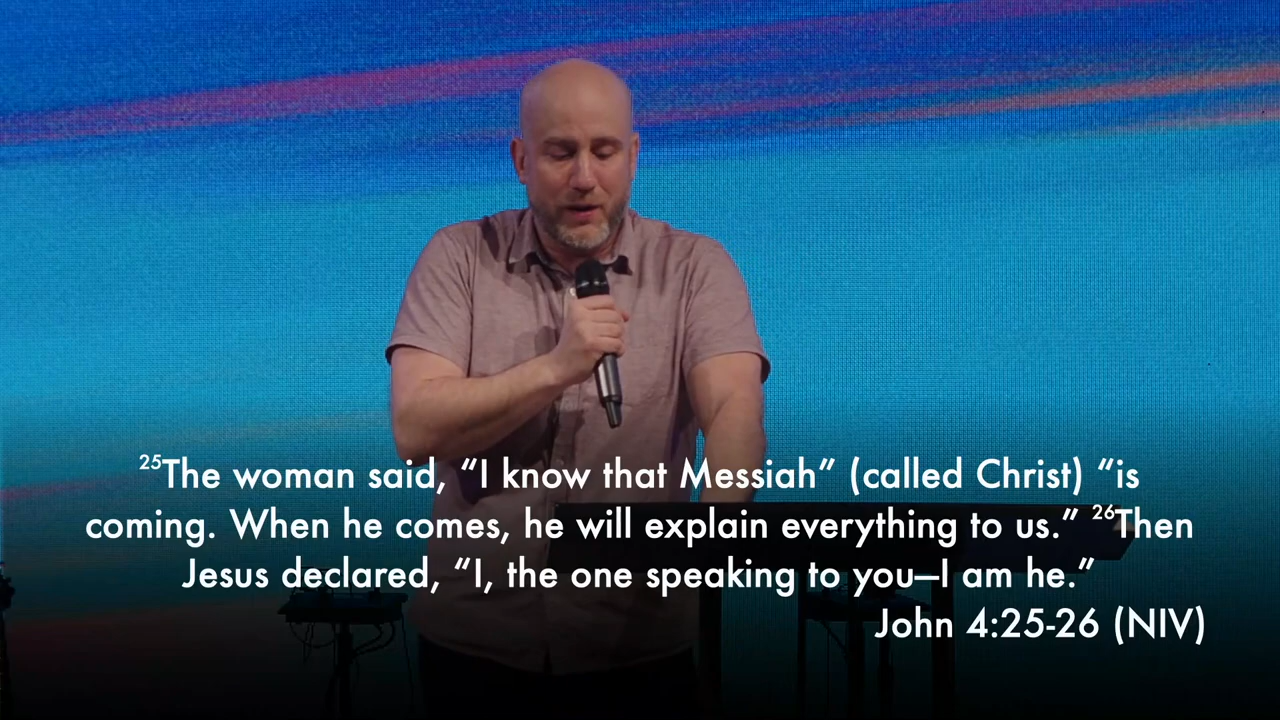 25The woman said, “I know that Messiah” (called Christ) “is
coming. When he comes, he will explain everything to us.” 26Then
Jesus declared, “I, the one speaking to you—I am he.”
John 4:25-26 (NIV)